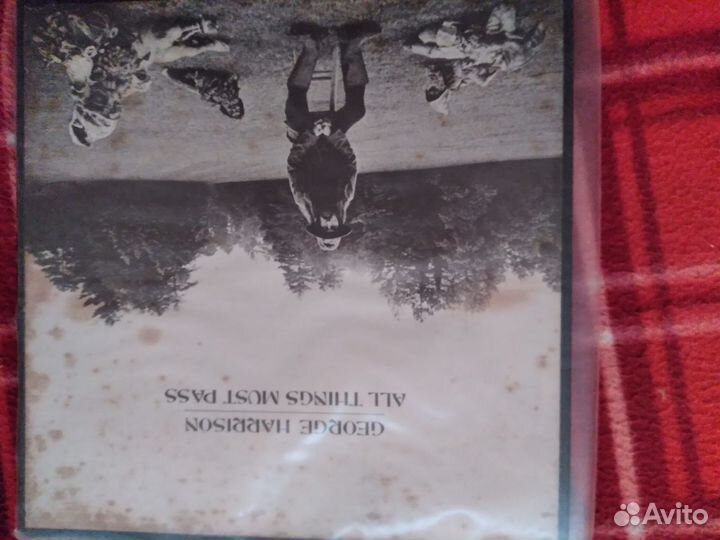 GEORGE HARRISON
ALL THINGS MUST PASS
Avito